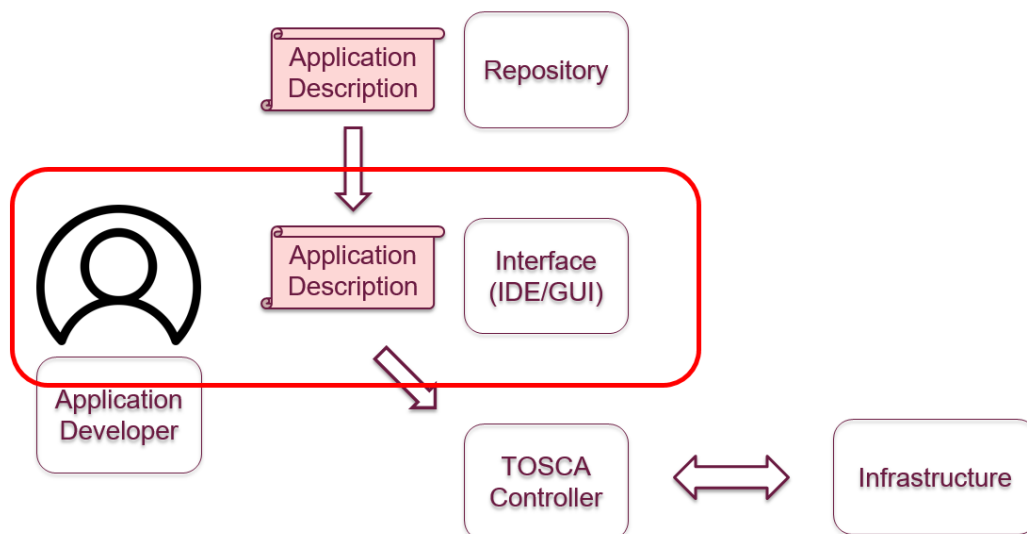 Application
Description
Repository
Application
Description
Interface
(IDE/GUI)
Application
Developer
TOSCA
Controller
Infrastructure